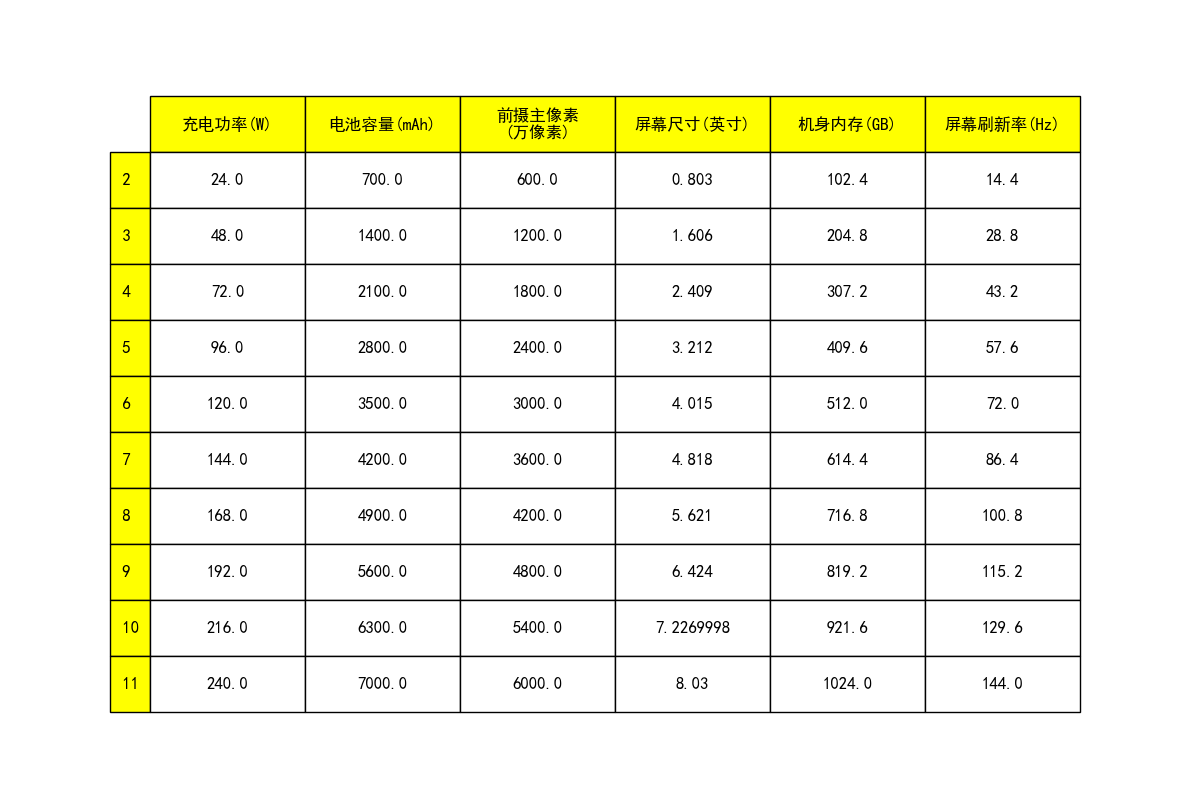 充电功率(W) 电池容量(mAh) 前摄主像素 屏幕尺寸(英寸) 机身内存(GB) 屏幕刷新率(Hz)
(万像素)
2 24.0 700.0 600.0 0.803 102.4 14.4
3 48.0 1400.0 1200.0 1.606 204.8 28.8
4 72.0 2100.0 1800.0 2.409 307.2 43.2
5 96.0 2800.0 2400.0 3.212 409.6 57.6
6 120.0 3500.0 3000.0 4.015 512.0 72.0
7 144.0 4200.0 3600.0 4.818 614.4 86.4
8 168.0 4900.0 4200.0 5.621 716.8 100.8
9 192.0 5600.0 4800.0 6.424 819.2 115.2
10 216.0 6300.0 5400.0 7.2269998 921.6 129.6
11 240.0 7000.0 6000.0 8.03 1024.0 144.0